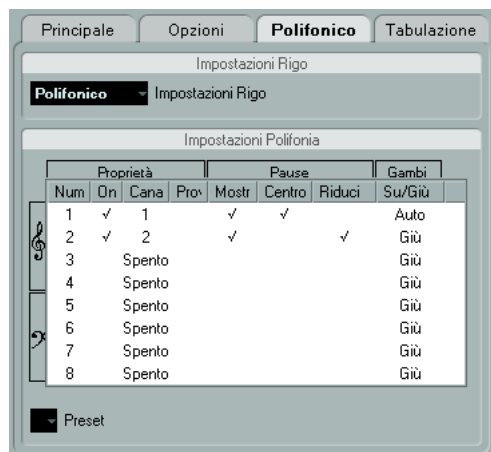 Principale Opzioni Polifonico Tabulazione
Impostazioni Rigo
Polifonico Impostazioni Rigo
Impostazioni Polifonia
Proprietà Pause Gambi
Num On Cana Prov Mostr Centro Riduci Su/Giù
1 √ 1 √ √ Auto
2 √ 2 √ √ Giù
3 Spento Giù
4 Spento Giù
5 Spento Giù
6 Spento Giù
7 Spento Giù
8 Spento Giù
Preset